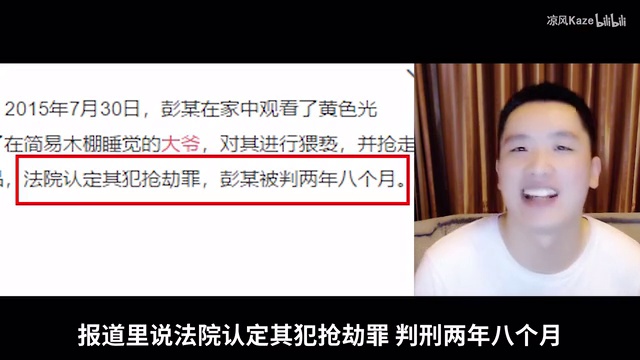 凉风Kaze bilibili
2015年7月30日，彭某在家中观看了黄色光
了在简易木棚睡觉的大爷，对其进行猥亵，并抢走
品，法院认定其犯抢劫罪，彭某被判两年八个月。
报道里说法院认定其犯抢劫罪 判刑两年八个月